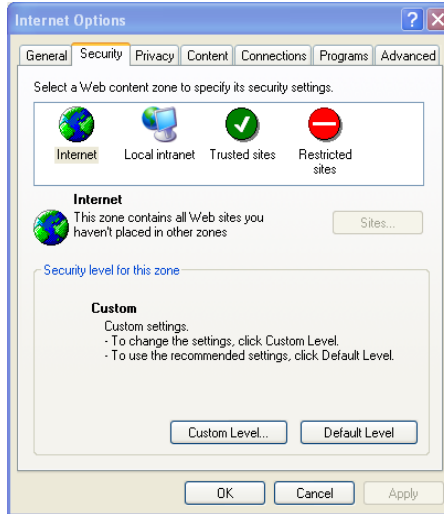 Internet Options
General Security Privacy Content Connections Programs Advanced
Select a Web content zone to specify its security settings.
Internet Local intranet Trusted sites Restricted
sites
Internet
This zone contains all Web sites you
haven't placed in other zones
Sites...
Security level for this zone
Custom
Custom settings.
- To change the settings, click Custom Level.
- To use the recommended settings, click Default Level.
Custom Level... Default Level
OK Cancel Apply